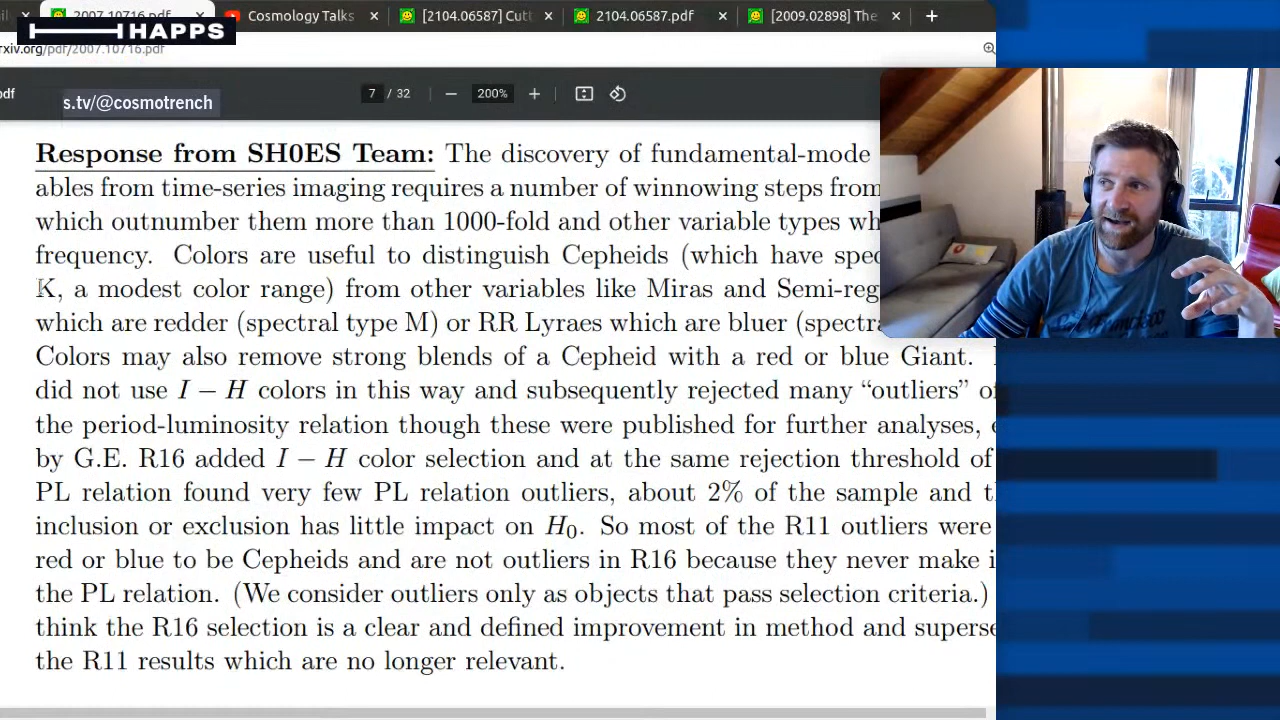 2007.10716.pdf
Cosmology Talks
[2104.06587] Cutt
2104.06587.pdf
[2009.02898] The
HAPPS
rxiv.org/pdf/2007.10716.pdf
pdf
s.tv/@cosmotrench
7 / 32
200%
Response from SH0ES Team: The discovery of fundamental-mode
ables from time-series imaging requires a number of winnowing steps from
which outnumber them more than 1000-fold and other variable types wh
frequency. Colors are useful to distinguish Cepheids (which have spec
K, a modest color range) from other variables like Miras and Semi-reg
which are redder (spectral type M) or RR Lyraes which are bluer (spectra
Colors may also remove strong blends of a Cepheid with a red or blue Giant.
did not use I − H colors in this way and subsequently rejected many “outliers” o
the period-luminosity relation though these were published for further analyses, e
by G.E. R16 added I − H color selection and at the same rejection threshold of
PL relation found very few PL relation outliers, about 2% of the sample and t
inclusion or exclusion has little impact on H0. So most of the R11 outliers were
red or blue to be Cepheids and are not outliers in R16 because they never make i
the PL relation. (We consider outliers only as objects that pass selection criteria.)
think the R16 selection is a clear and defined improvement in method and superse
the R11 results which are no longer relevant.